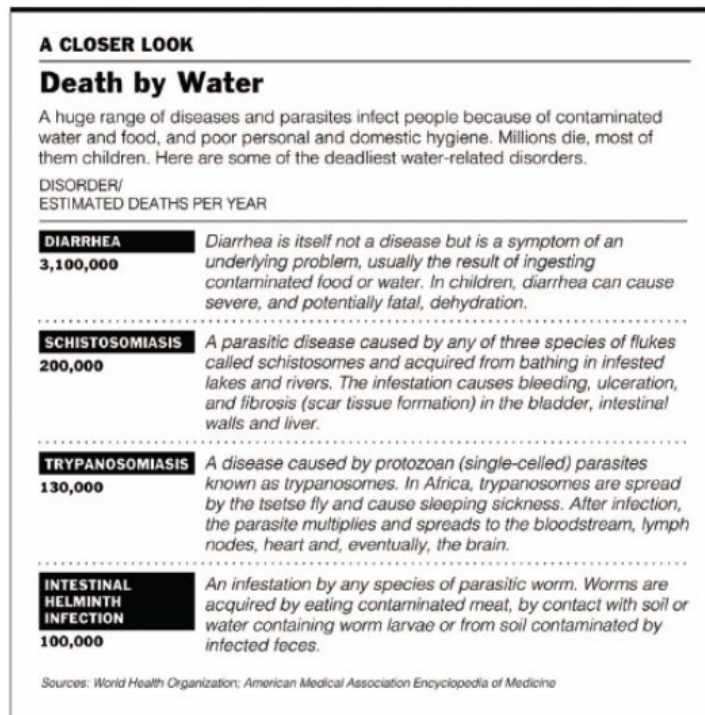 A CLOSER LOOK
Death by Water
A huge range of diseases and parasites infect people because of contaminated
water and food, and poor personal and domestic hygiene. Millions die, most of
them children. Here are some of the deadliest water-related disorders.
DISORDER/
ESTIMATED DEATHS PER YEAR
DIARRHEA
3,100,000
Diarrhea is itself not a disease but is a symptom of an
underlying problem, usually the result of ingesting
contaminated food or water. In children, diarrhea can cause
severe, and potentially fatal, dehydration.
SCHISTOSOMIASIS
200,000
A parasitic disease caused by any of three species of flukes
called schistosomes and acquired from bathing in infested
lakes and rivers. The infestation causes bleeding, ulceration,
and fibrosis (scar tissue formation) in the bladder, intestinal
walls and liver.
TRYPANOSOMIASIS
130,000
A disease caused by protozoan (single-celled) parasites
known as trypanosomes. In Africa, trypanosomes are spread
by the tsetse fly and cause sleeping sickness. After infection,
the parasite multiplies and spreads to the bloodstream, lymph
nodes, heart and, eventually, the brain.
INTESTINAL
HELMINTH
INFECTION
100,000
An infestation by any species of parasitic worm. Worms are
acquired by eating contaminated meat, by contact with soil or
water containing worm larvae or from soil contaminated by
infected feces.
Sources: World Health Organization; American Medical Association Encyclopedia of Medicine